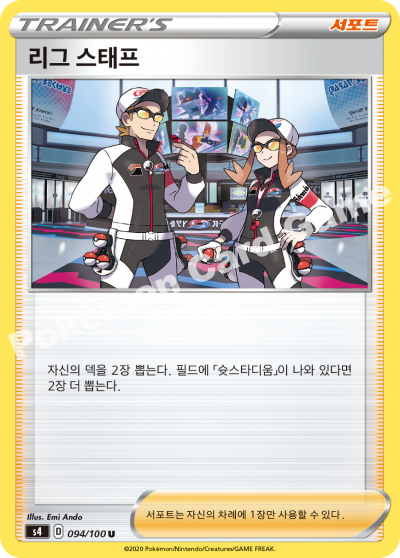 TRAINER'S
서포트
리그 스태프
Pokémon Card Game
자신의 덱을 2장 뽑는다. 필드에 「슛스타디움」이 나와 있다면
2장 더 뽑는다.
Illus. Emi Ando
서포트는 자신의 차례에 1장만 사용할 수 있다.
s4 D 094/100 U
©2020 Pokémon/Nintendo/Creatures/GAME FREAK.